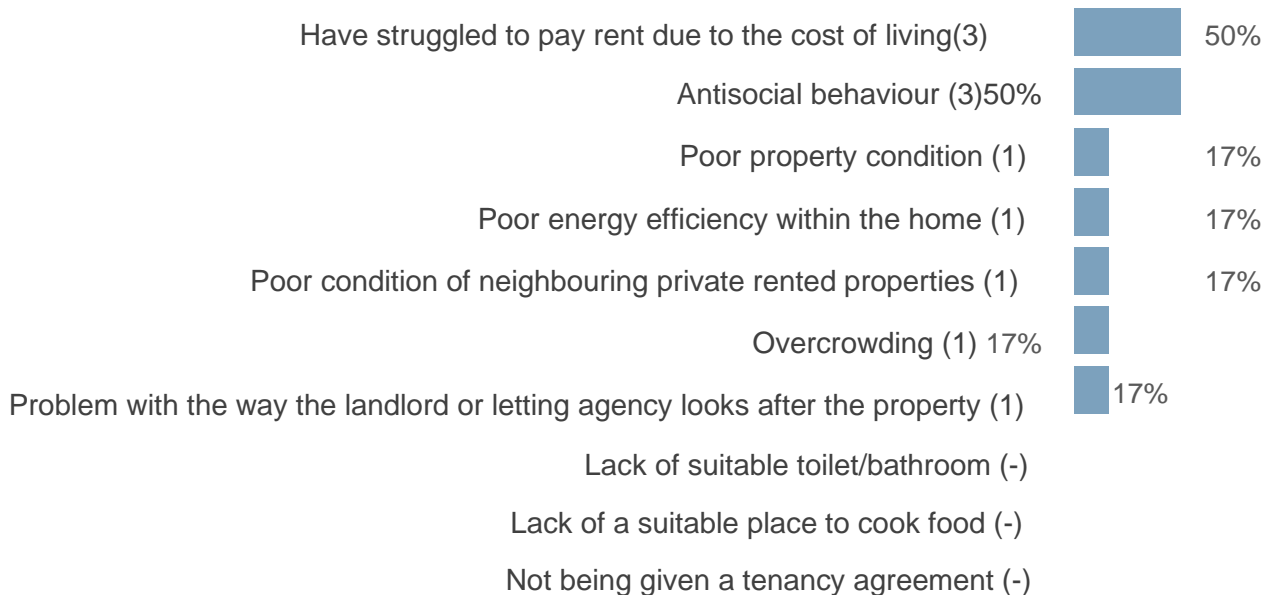 Have struggled to pay rent due to the cost of living(3) 50%
Antisocial behaviour (3)50%
Poor property condition (1) 17%
Poor energy efficiency within the home (1) 17%
Poor condition of neighbouring private rented properties (1) 17%
Overcrowding (1) 17%
Problem with the way the landlord or letting agency looks after the property (1) 17%
Lack of suitable toilet/bathroom (-)
Lack of a suitable place to cook food (-)
Not being given a tenancy agreement (-)